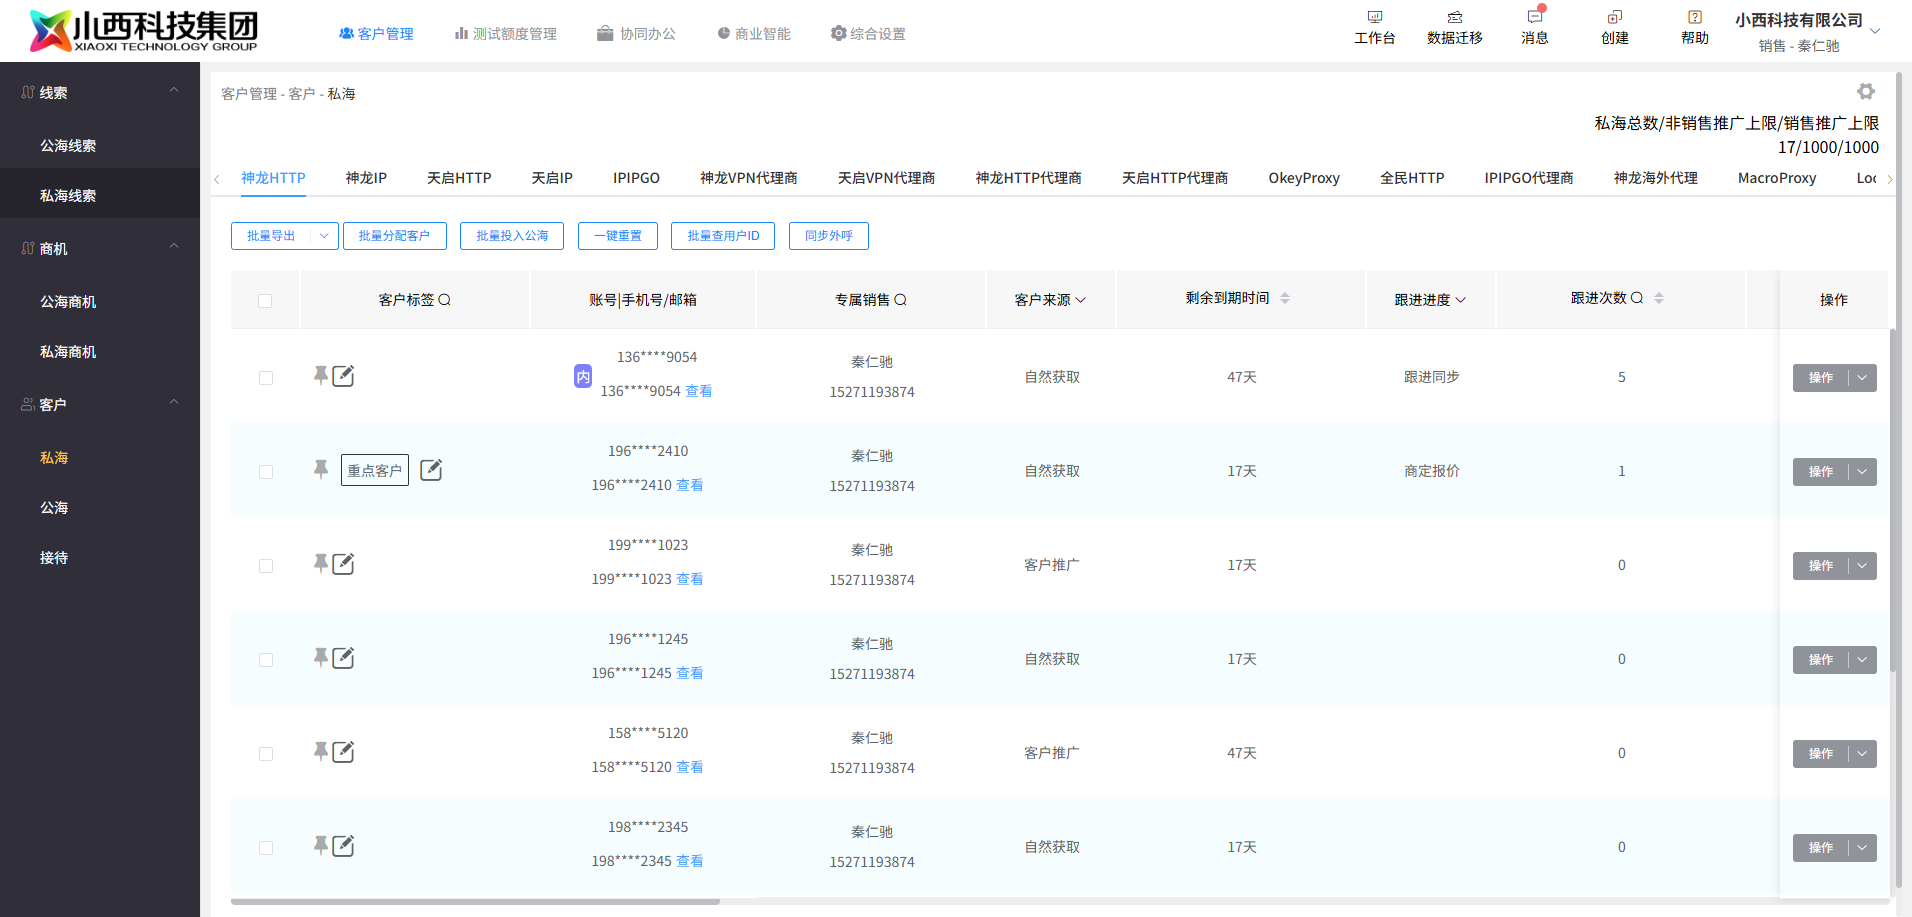 小西科技集团
XIAOXI TECHNOLOGY GROUP
客户管理
测试额度管理
协同办公
商业智能
综合设置
工作台
数据迁移
消息
创建
帮助
小西科技有限公司
销售 - 秦仁驰
线索
公海线索
私海线索
商机
公海商机
私海商机
客户
私海
公海
接待
客户管理 - 客户 - 私海
私海总数/非销售推广上限/销售推广上限
17/1000/1000
神龙HTTP 神龙IP 天启HTTP 天启IP IPIPGO 神龙VPN代理商 天启VPN代理商 神龙HTTP代理商 天启HTTP代理商 OkeyProxy 全民HTTP IPIPGO代理商 神龙海外代理 MacroProxy
批量导出 批量分配客户 批量投入公海 一键重置 批量查用户ID 同步外呼
客户标签 账号|手机号/邮箱 专属销售 客户来源 剩余到期时间 跟进进度 跟进次数 操作
136****9054
内
136****9054 查看
秦仁驰
15271193874
自然获取 47天 跟进同步 5 操作
重点客户
196****2410
196****2410 查看
秦仁驰
15271193874
自然获取 17天 商定报价 1 操作
199****1023
199****1023 查看
秦仁驰
15271193874
客户推广 17天 0 操作
196****1245
196****1245 查看
秦仁驰
15271193874
自然获取 17天 0 操作
158****5120
158****5120 查看
秦仁驰
15271193874
客户推广 47天 0 操作
198****2345
198****2345 查看
秦仁驰
15271193874
自然获取 17天 0 操作